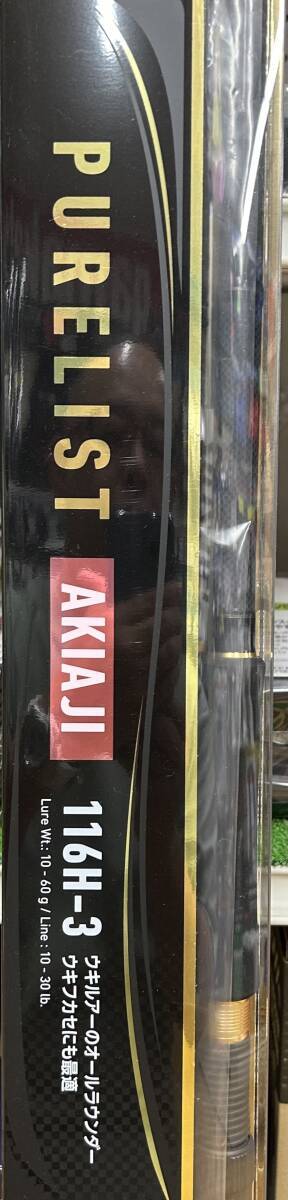 PURELIST
AKIAJI
116H-3
ウキルアーのオールラウンダー
ウキフカセにも最適
Lure Wt.: 10 - 60 g / Line : 10 - 30 lb.